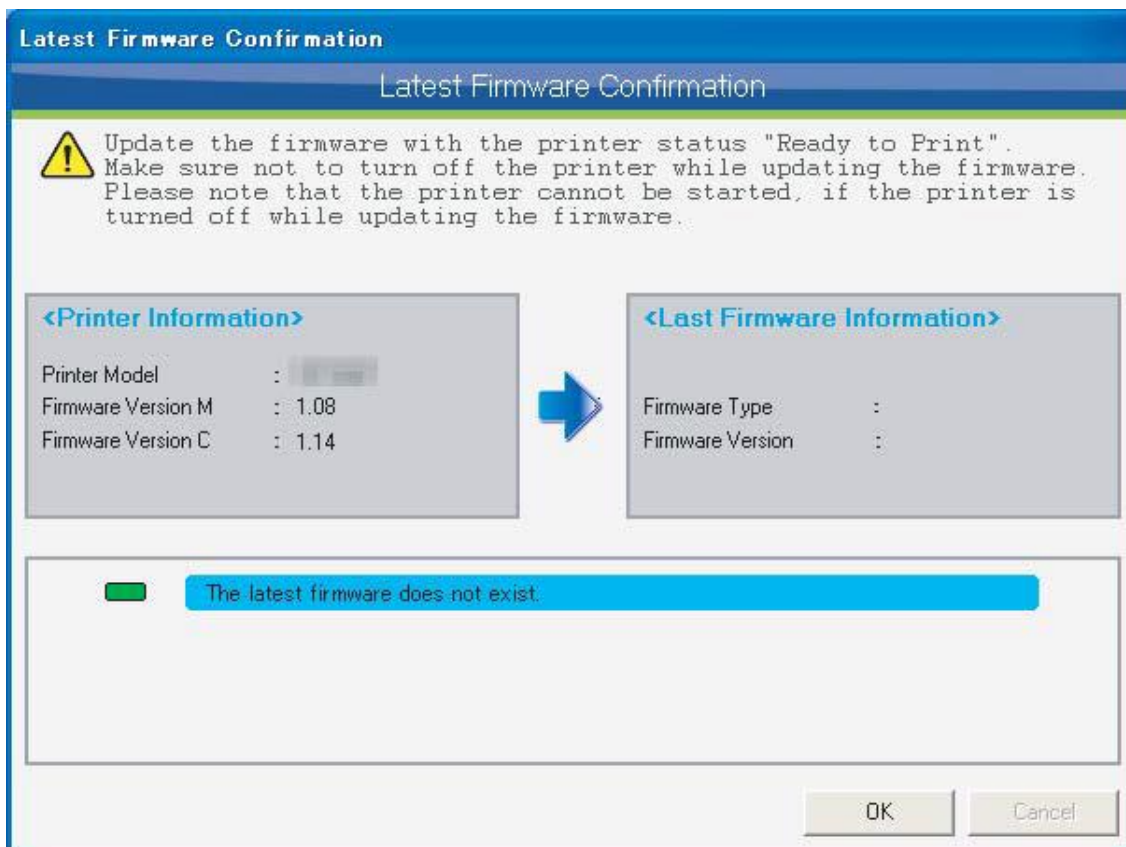 Latest Firmware Confirmation
Latest Firmware Confirmation
Update the firmware with the printer status "Ready to Print".
Make sure not to turn off the printer while updating the firmware.
Please note that the printer cannot be started, if the printer is
turned off while updating the firmware.
<Printer Information>
Printer Model :
Firmware Version M : 1.08
Firmware Version C : 1.14
<Last Firmware Information>
Firmware Type :
Firmware Version :
The latest firmware does not exist.
OK
Cancel